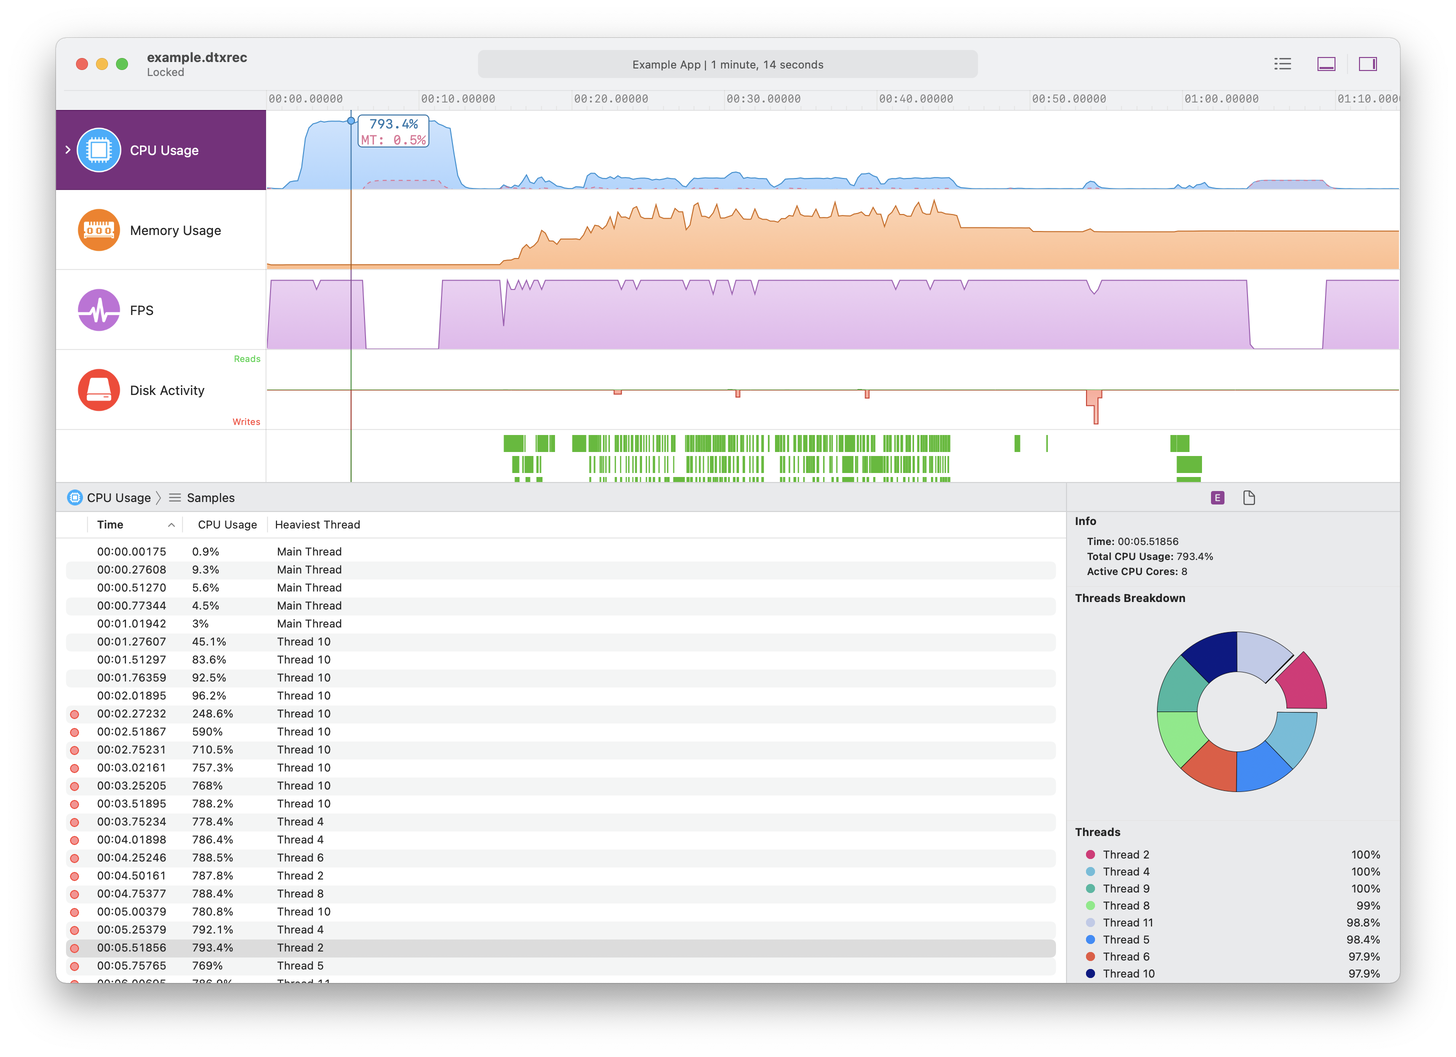 example.dtxrec
Locked
Example App | 1 minute, 14 seconds
00:00.00000 00:10.00000 00:20.00000 00:30.00000 00:40.00000 00:50.00000 01:00.00000 01:10.000
CPU Usage
793.4%
MT: 0.5%
Memory Usage
FPS
Reads
Disk Activity
Writes
CPU Usage Samples
Time CPU Usage Heaviest Thread
00:00.00175 0.9% Main Thread
00:00.27608 9.3% Main Thread
00:00.51270 5.6% Main Thread
00:00.77344 4.5% Main Thread
00:01.01942 3% Main Thread
00:01.27607 45.1% Thread 10
00:01.51297 83.6% Thread 10
00:01.76359 92.5% Thread 10
00:02.01895 96.2% Thread 10
00:02.27232 248.6% Thread 10
00:02.51867 590% Thread 10
00:02.75231 710.5% Thread 10
00:03.02161 757.3% Thread 10
00:03.25205 768% Thread 10
00:03.51895 788.2% Thread 10
00:03.75234 778.4% Thread 4
00:04.01898 786.4% Thread 4
00:04.25246 788.5% Thread 6
00:04.50161 787.8% Thread 2
00:04.75377 788.4% Thread 8
00:05.00379 780.8% Thread 10
00:05.25379 792.1% Thread 4
00:05.51856 793.4% Thread 2
00:05.75765 769% Thread 5
E
Info
Time: 00:05.51856
Total CPU Usage: 793.4%
Active CPU Cores: 8
Threads Breakdown
Threads
Thread 2 100%
Thread 4 100%
Thread 9 100%
Thread 8 99%
Thread 11 98.8%
Thread 5 98.4%
Thread 6 97.9%
Thread 10 97.9%